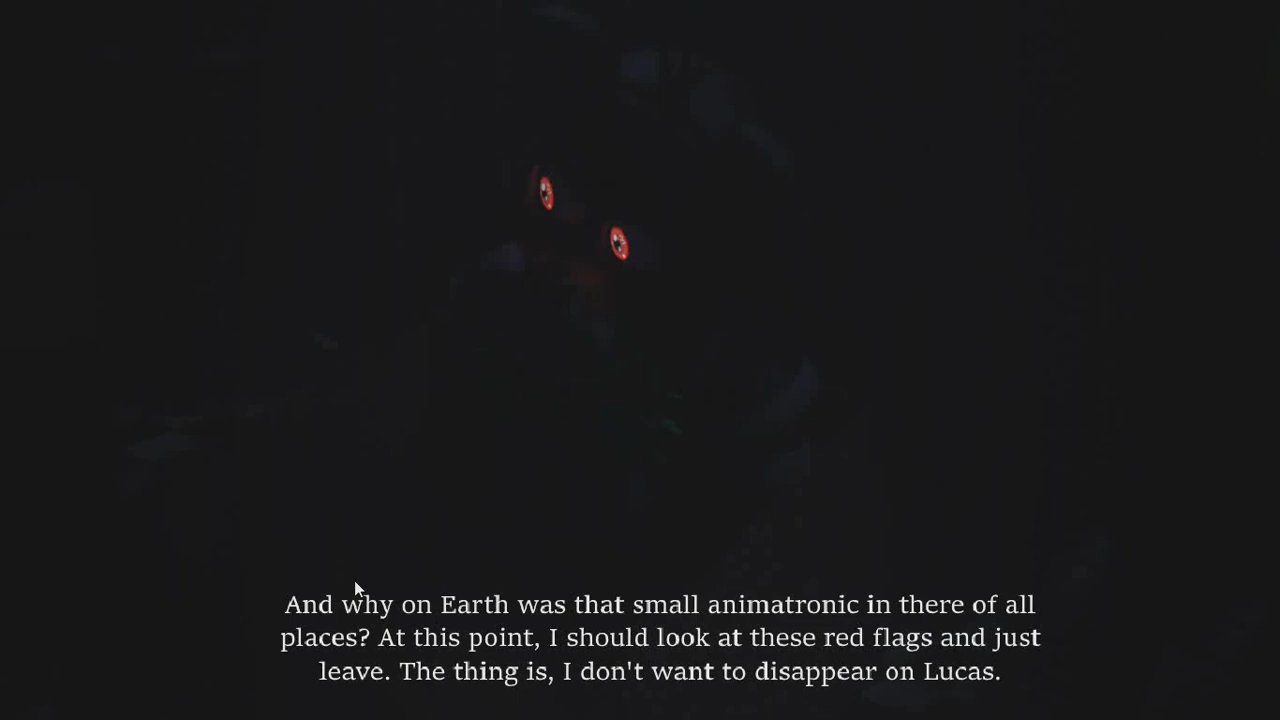 And why on Earth was that small animatronic in there of all
places? At this point, I should look at these red flags and just
leave. The thing is, I don't want to disappear on Lucas.